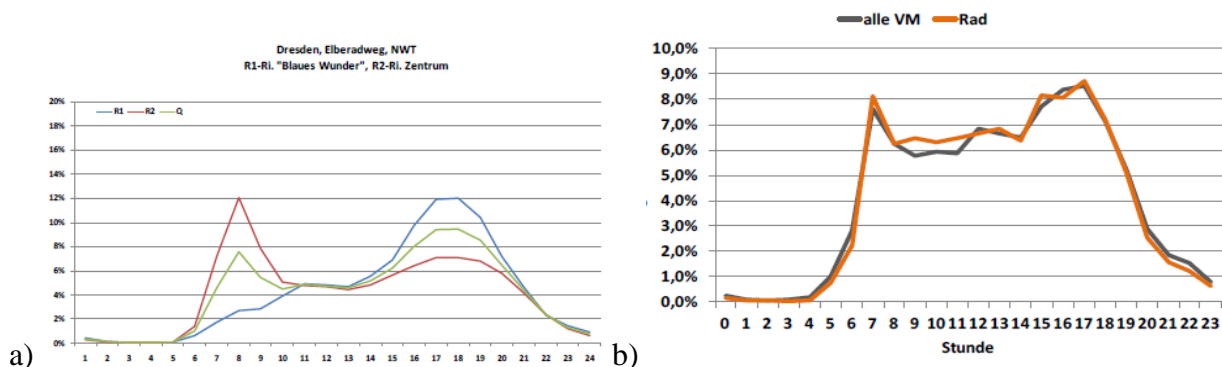 Dresden, Elberadweg, NWT
R1-Ri. "Blaues Wunder", R2-Ri. Zentrum
20%
R1 R2 Q
18%
16%
14%
12%
10%
8%
6%
4%
2%
0%
1 2 3 4 5 6 7 8 9 10 11 12 13 14 15 16 17 18 19 20 21 22 23 24
a)
alle VM Rad
10,0%
9,0%
8,0%
7,0%
6,0%
5,0%
4,0%
3,0%
2,0%
1,0%
0,0%
0 1 2 3 4 5 6 7 8 9 10 11 12 13 14 15 16 17 18 19 20 21 22 23
Stunde
b)